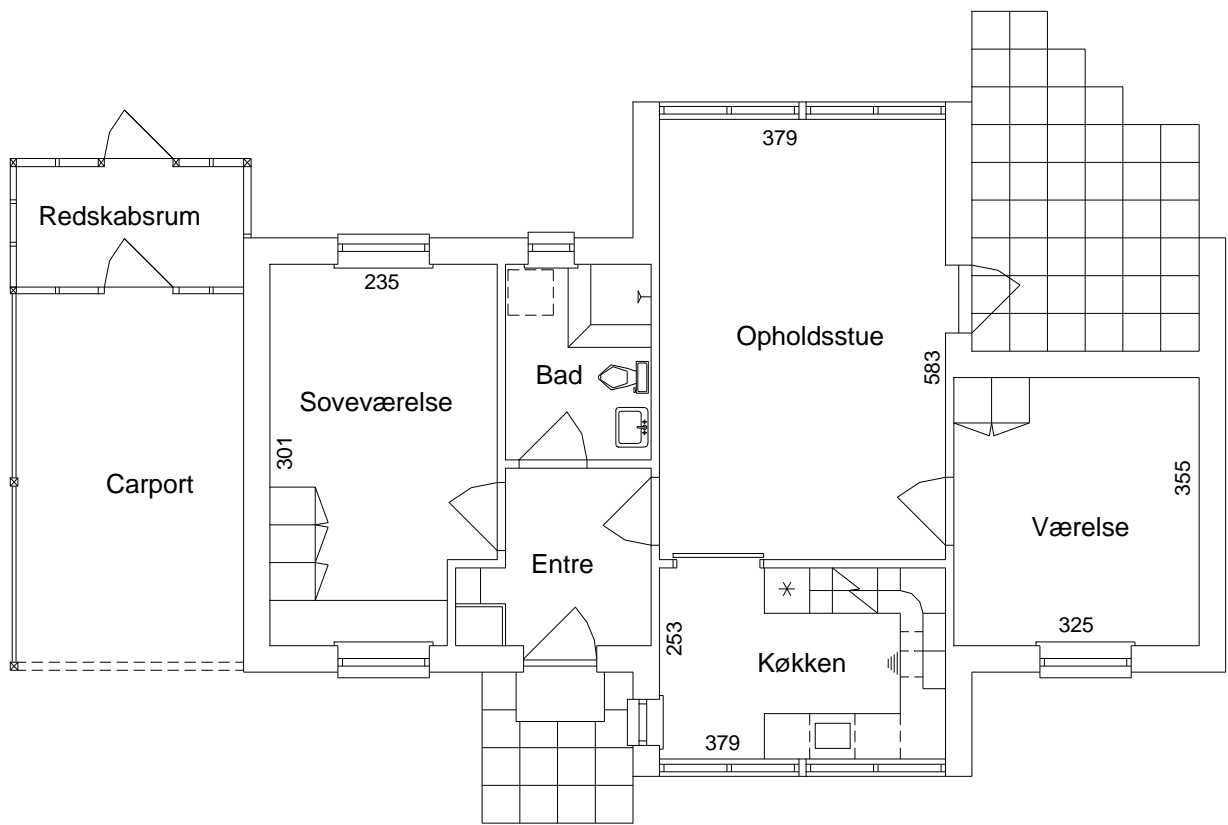 379
Redskabsrum
235
Opholdsstue
583
Bad
Soveværelse
301
Carport
355
Værelse
Entre
325
253
Køkken
379